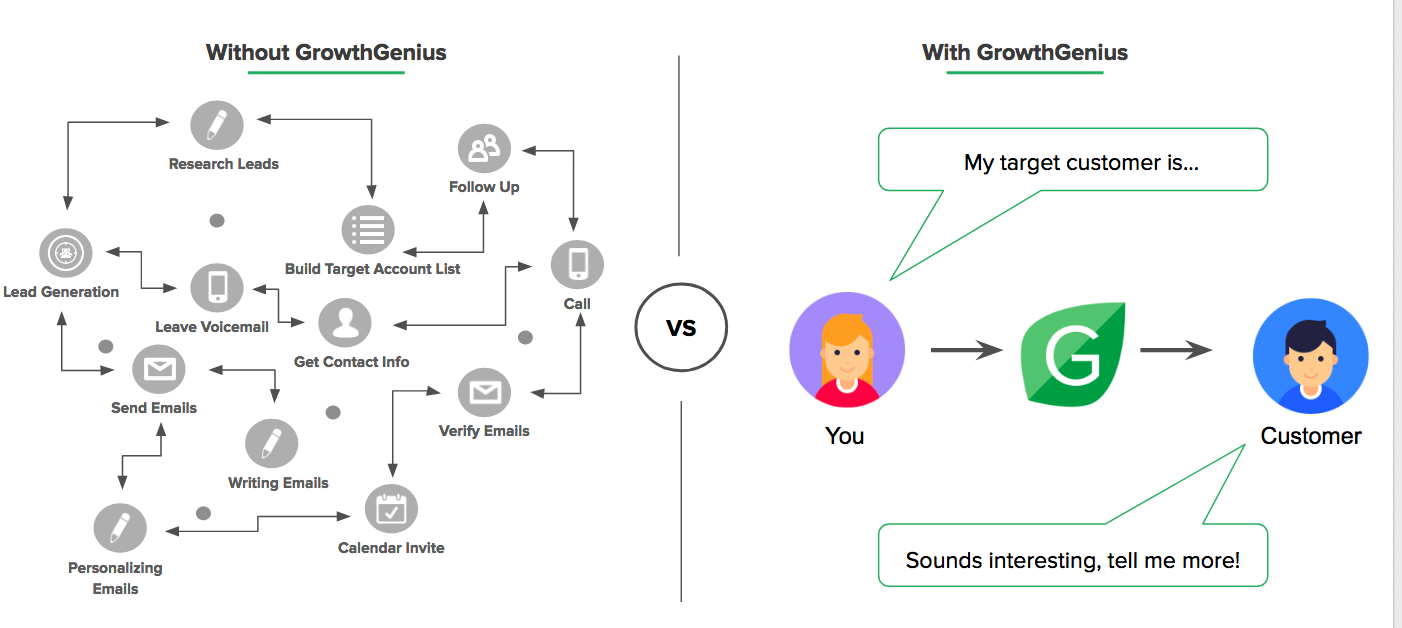 Without GrowthGenius
Research Leads
Follow Up
Build Target Account List
Lead Generation
Call
Leave Voicemail
Get Contact Info
Send Emails
Verify Emails
Writing Emails
Calendar Invite
Personalizing
Emails
VS
With GrowthGenius
My target customer is...
G
You
Customer
Sounds interesting, tell me more!